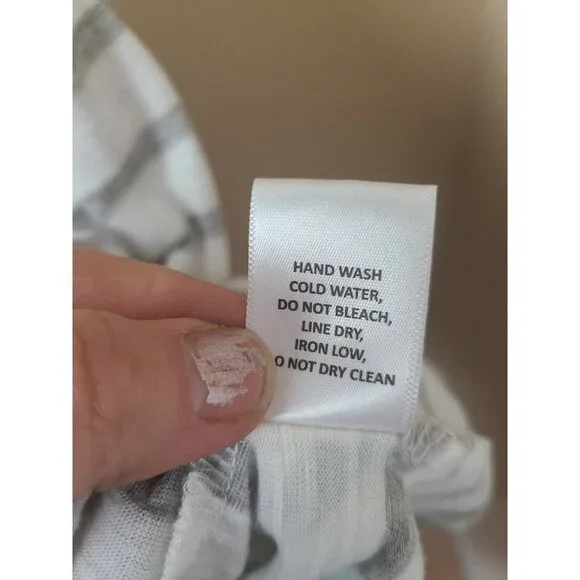 HAND WASH
COLD WATER,
DO NOT BLEACH,
LINE DRY,
IRON LOW,
O NOT DRY CLEAN